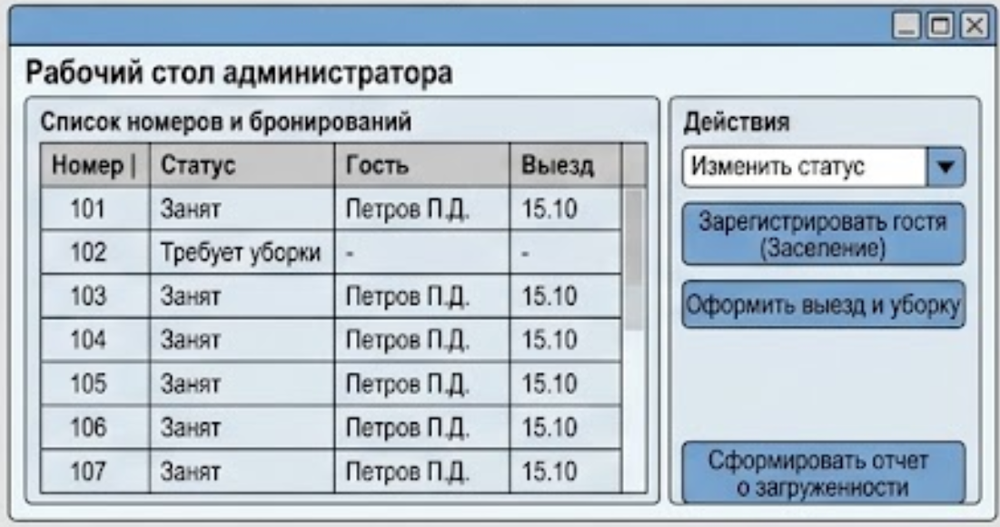 Рабочий стол администратора
Список номеров и бронирований
Номер | Статус Гость Выезд
101 Занят Петров П.Д. 15.10
102 Требует уборки - -
103 Занят Петров П.Д. 15.10
104 Занят Петров П.Д. 15.10
105 Занят Петров П.Д. 15.10
106 Занят Петров П.Д. 15.10
107 Занят Петров П.Д. 15.10
Действия
Изменить статус
Зарегистрировать гостя
(Заселение)
Оформить выезд и уборку
Сформировать отчет
о загруженности